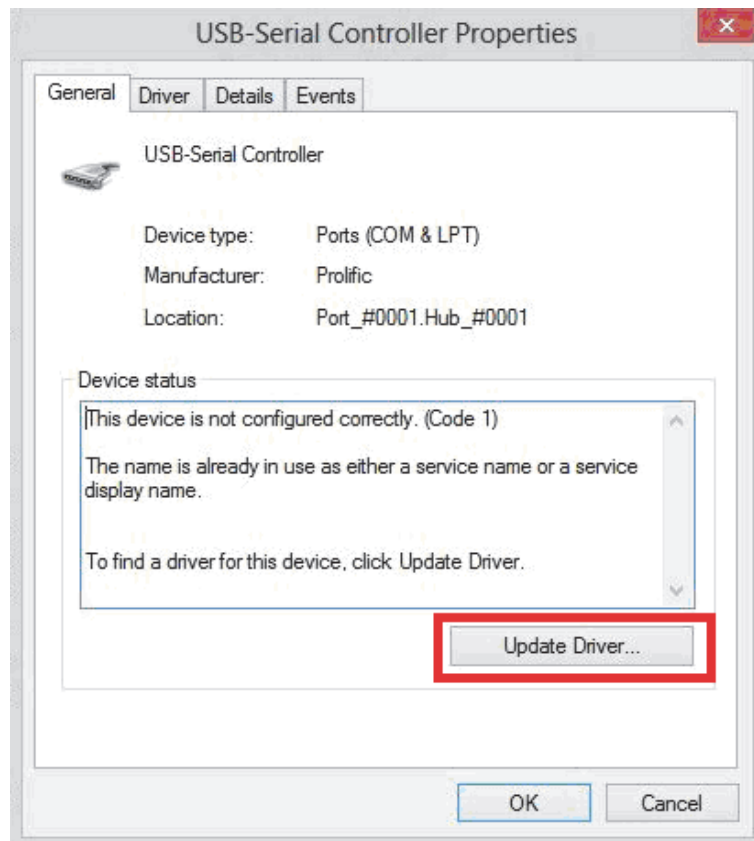 USB-Serial Controller Properties
General Driver Details Events
USB-Serial Controller
Device type: Ports (COM & LPT)
Manufacturer: Prolific
Location: Port_#0001.Hub_#0001
Device status
This device is not configured correctly. (Code 1)
The name is already in use as either a service name or a service
display name.
To find a driver for this device, click Update Driver.
Update Driver...
OK Cancel